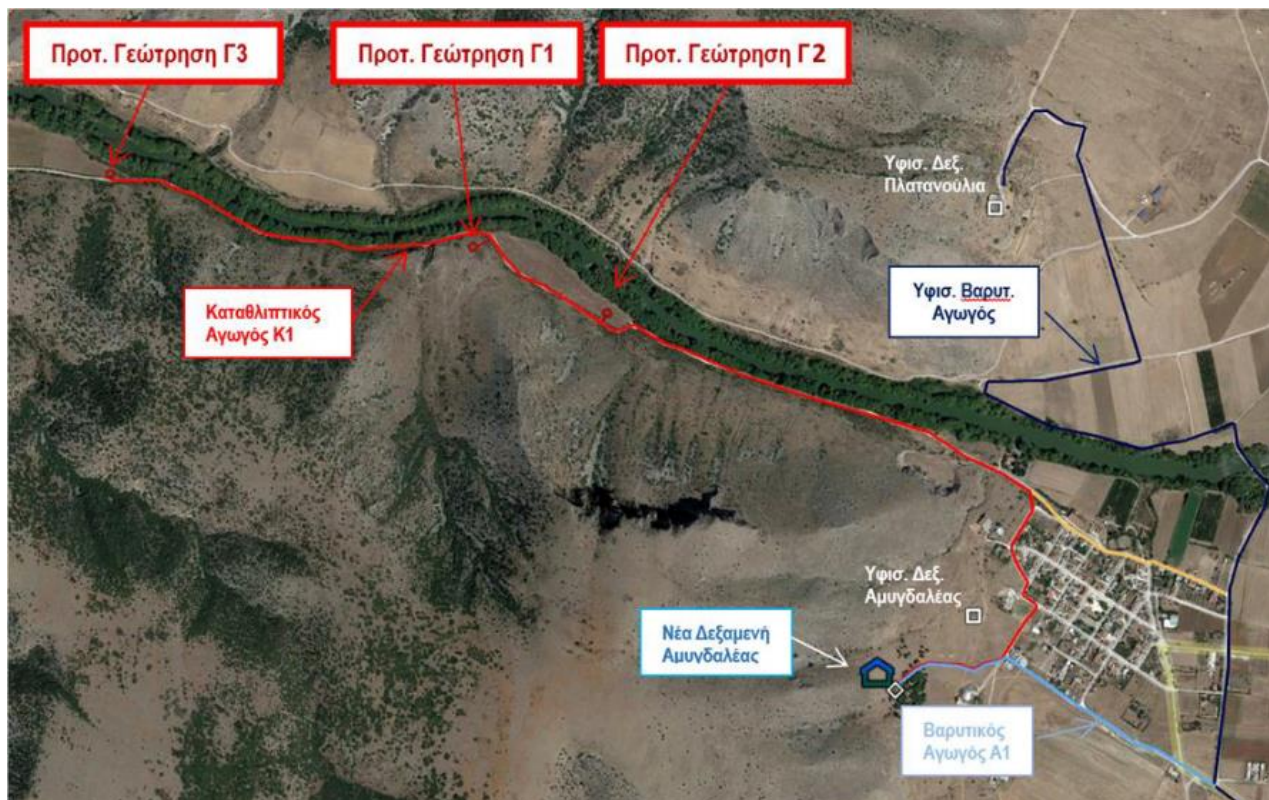 Προτ. Γεώτρηση Γ3
Προτ. Γεώτρηση Γ1
Προτ. Γεώτρηση Γ2
Υφισ. Δεξ.
Πλατανούλια
Υφισ. Βαρυτ.
Αγωγός
Καταθλιπτικός
Αγωγός Κ1
Υφισ. Δεξ.
Αμυγδαλέας
Νέα Δεξαμενή
Αμυγδαλέας
Βαρυτικός
Αγωγός Α1